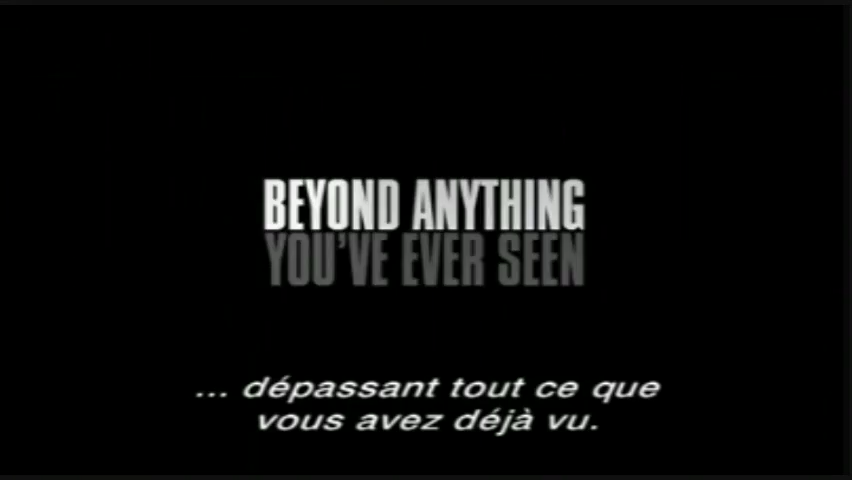 BEYOND ANYTHING
YOU'VE EVER SEEN
... dépassant tout ce que
vous avez déjà vu.